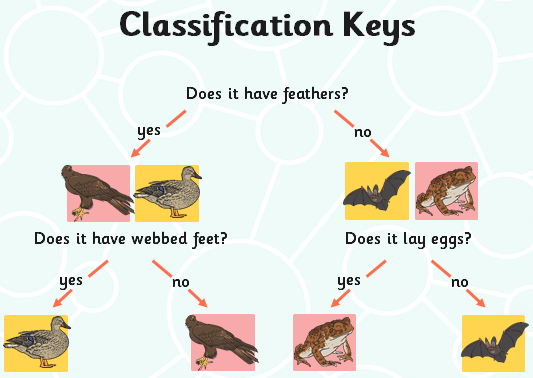 Classification Keys
Does it have feathers?
yes
no
Does it have webbed feet?
Does it lay eggs?
yes
no
yes
no